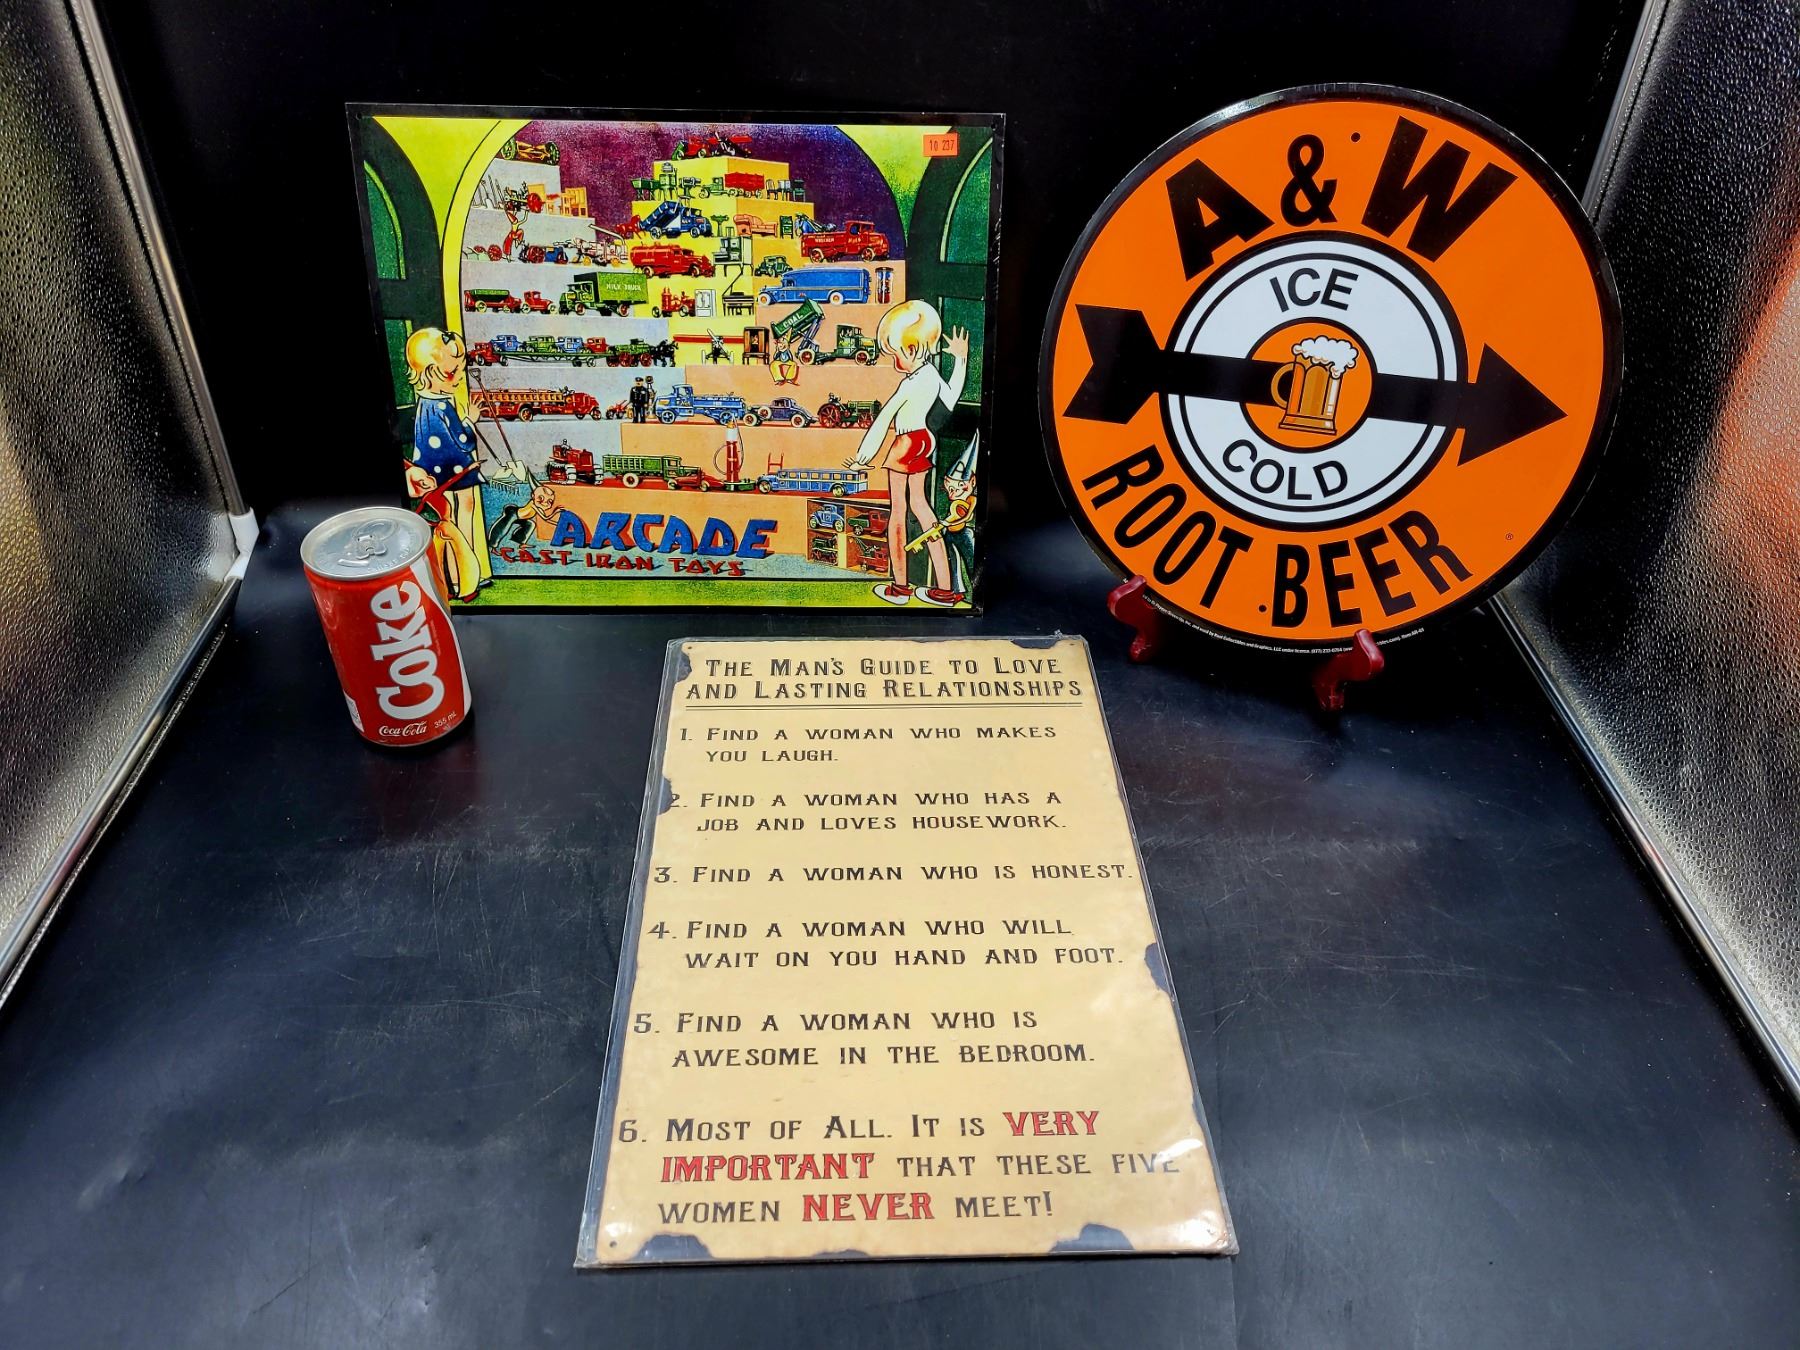 10 237
MILK TRUCK
COAL
ARCADE
CAST IRON TOYS
A&W
ICE
COLD
ROOT BEER
®
Coke
Coca-Cola 355 mL
THE MAN'S GUIDE TO LOVE
AND LASTING RELATIONSHIPS
1. FIND A WOMAN WHO MAKES
YOU LAUGH.
2. FIND A WOMAN WHO HAS A
JOB AND LOVES HOUSEWORK.
3. FIND A WOMAN WHO IS HONEST.
4. FIND A WOMAN WHO WILL
WAIT ON YOU HAND AND FOOT.
5. FIND A WOMAN WHO IS
AWESOME IN THE BEDROOM.
6. MOST OF ALL. IT IS VERY
IMPORTANT THAT THESE FIVE
WOMEN NEVER MEET!